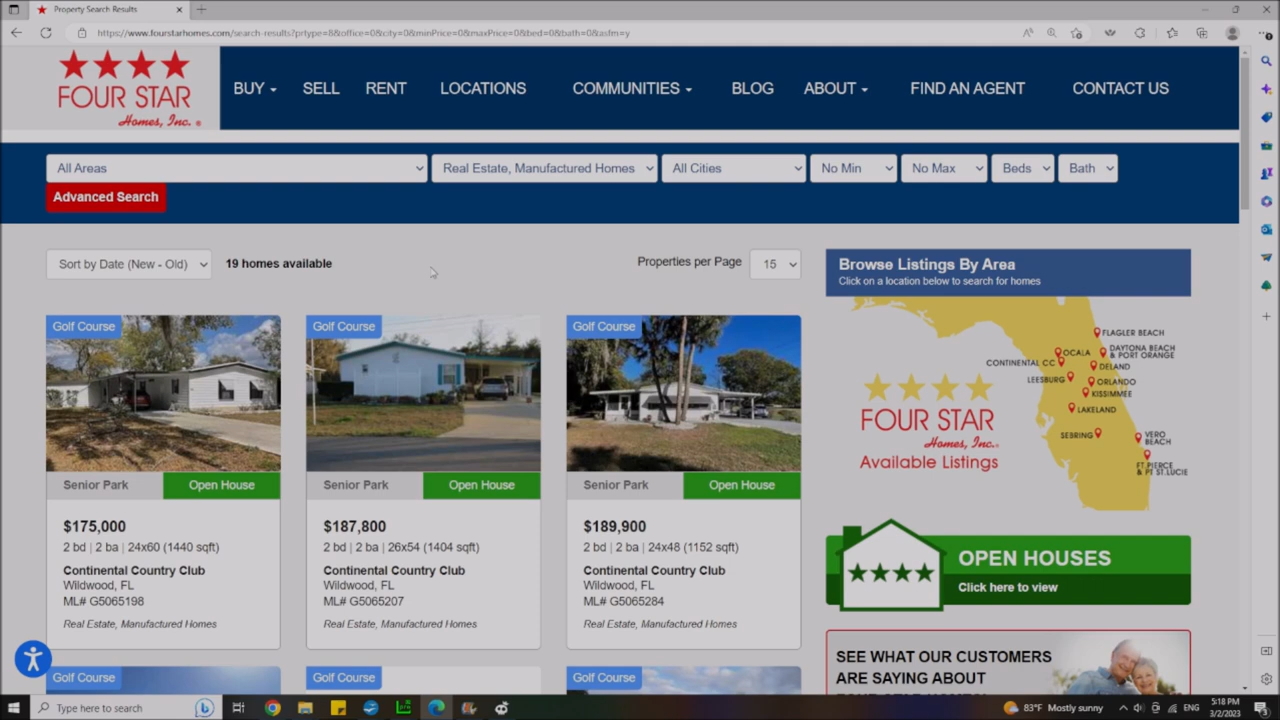 Property Search Results
https://www.fourstarhomes.com/search-results?prtype=8&office=0&city=0&minPrice=0&maxPrice=0&bed=0&bath=0&asfm=y
FOUR STAR
Homes, Inc.®
BUY
SELL
RENT
LOCATIONS
COMMUNITIES
BLOG
ABOUT
FIND AN AGENT
CONTACT US
All Areas
Real Estate, Manufactured Homes
All Cities
No Min
No Max
Beds
Bath
Advanced Search
Sort by Date (New - Old)
19 homes available
Properties per Page
15
Golf Course
Senior Park
Open House
$175,000
2 bd | 2 ba | 24x60 (1440 sqft)
Continental Country Club
Wildwood, FL
ML# G5065198
Real Estate, Manufactured Homes
Golf Course
Senior Park
Open House
$187,800
2 bd | 2 ba | 26x54 (1404 sqft)
Continental Country Club
Wildwood, FL
ML# G5065207
Real Estate, Manufactured Homes
Golf Course
Senior Park
Open House
$189,900
2 bd | 2 ba | 24x48 (1152 sqft)
Continental Country Club
Wildwood, FL
ML# G5065284
Real Estate, Manufactured Homes
Golf Course
Golf Course
Golf Course
Browse Listings By Area
Click on a location below to search for homes
FLAGLER BEACH
OCALA
DAYTONA BEACH
& PORT ORANGE
CONTINENTAL CC
DELAND
LEESBURG
ORLANDO
KISSIMMEE
LAKELAND
SEBRING
VERO
BEACH
FT. PIERCE
& PT ST. LUCIE
FOUR STAR
Homes, Inc.
Available Listings
OPEN HOUSES
Click here to view
SEE WHAT OUR CUSTOMERS
ARE SAYING ABOUT
Type here to search
83°F Mostly sunny
ENG
5:18 PM
3/2/2023
3